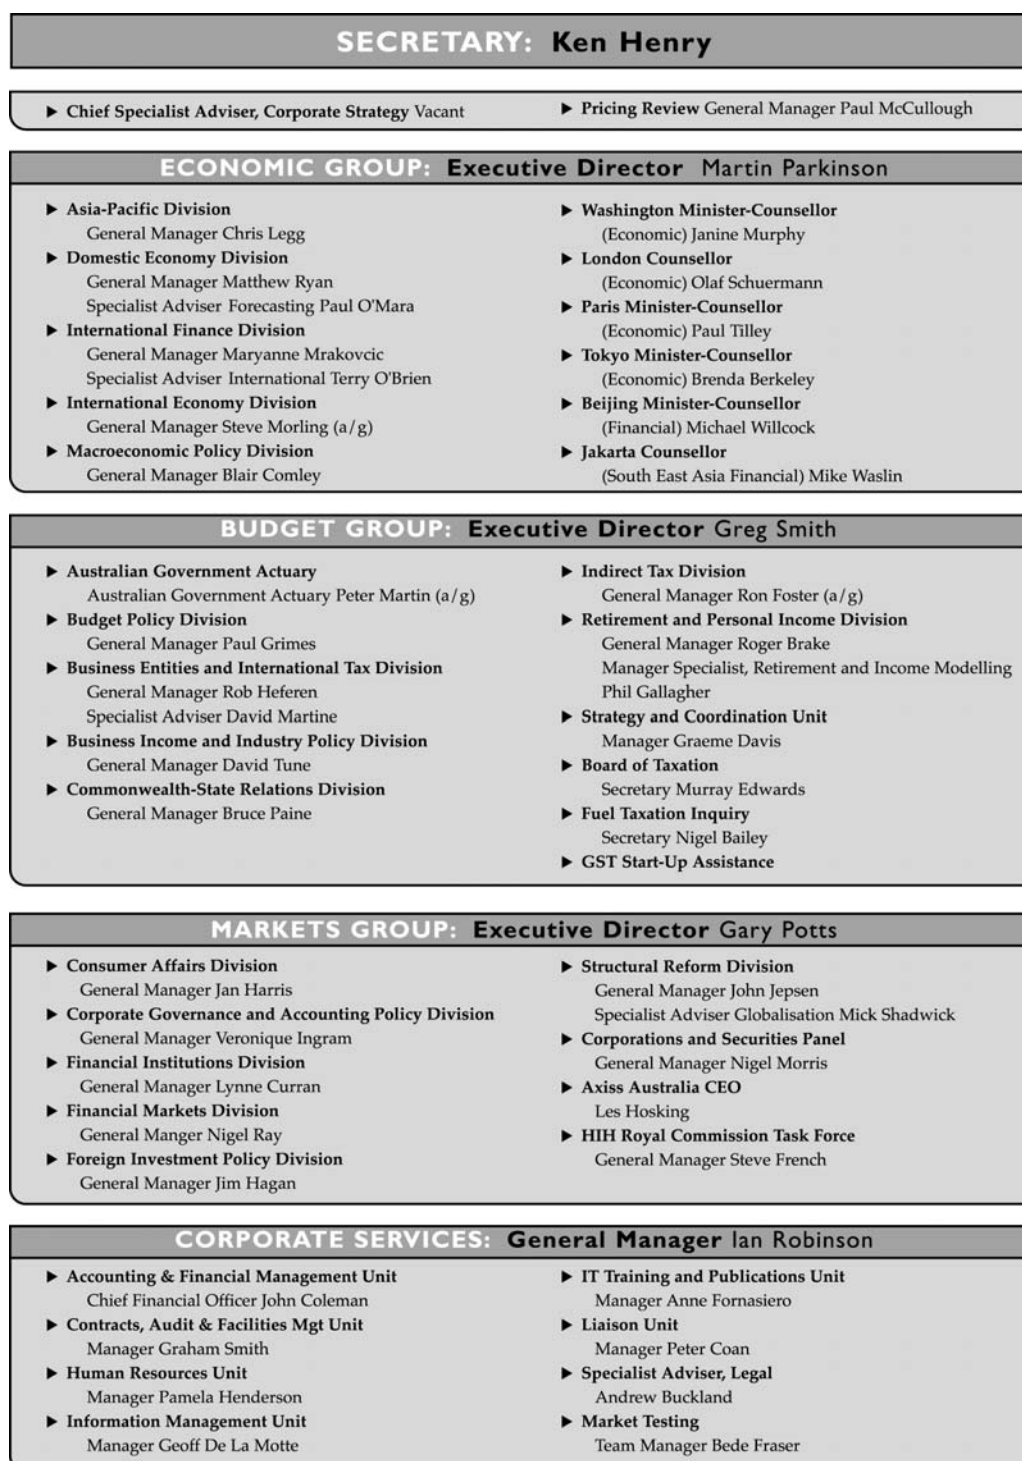 SECRETARY: Ken Henry
▶ Chief Specialist Adviser, Corporate Strategy Vacant
▶ Pricing Review General Manager Paul McCullough
ECONOMIC GROUP: Executive Director Martin Parkinson
▶ Asia-Pacific Division
General Manager Chris Legg
▶ Domestic Economy Division
General Manager Matthew Ryan
Specialist Adviser Forecasting Paul O'Mara
▶ International Finance Division
General Manager Maryanne Mrakovcic
Specialist Adviser International Terry O'Brien
▶ International Economy Division
General Manager Steve Morling (a/g)
▶ Macroeconomic Policy Division
General Manager Blair Comley
▶ Washington Minister-Counsellor
(Economic) Janine Murphy
▶ London Counsellor
(Economic) Olaf Schuermann
▶ Paris Minister-Counsellor
(Economic) Paul Tilley
▶ Tokyo Minister-Counsellor
(Economic) Brenda Berkeley
▶ Beijing Minister-Counsellor
(Financial) Michael Willcock
▶ Jakarta Counsellor
(South East Asia Financial) Mike Waslin
BUDGET GROUP: Executive Director Greg Smith
▶ Australian Government Actuary
Australian Government Actuary Peter Martin (a/g)
▶ Budget Policy Division
General Manager Paul Grimes
▶ Business Entities and International Tax Division
General Manager Rob Heferen
Specialist Adviser David Martine
▶ Business Income and Industry Policy Division
General Manager David Tune
▶ Commonwealth-State Relations Division
General Manager Bruce Paine
▶ Indirect Tax Division
General Manager Ron Foster (a/g)
▶ Retirement and Personal Income Division
General Manager Roger Brake
Manager Specialist, Retirement and Income Modelling
Phil Gallagher
▶ Strategy and Coordination Unit
Manager Graeme Davis
▶ Board of Taxation
Secretary Murray Edwards
▶ Fuel Taxation Inquiry
Secretary Nigel Bailey
▶ GST Start-Up Assistance
MARKETS GROUP: Executive Director Gary Potts
▶ Consumer Affairs Division
General Manager Jan Harris
▶ Corporate Governance and Accounting Policy Division
General Manager Veronique Ingram
▶ Financial Institutions Division
General Manager Lynne Curran
▶ Financial Markets Division
General Manger Nigel Ray
▶ Foreign Investment Policy Division
General Manager Jim Hagan
▶ Structural Reform Division
General Manager John Jepsen
Specialist Adviser Globalisation Mick Shadwick
▶ Corporations and Securities Panel
General Manager Nigel Morris
▶ Axiss Australia CEO
Les Hosking
▶ HIH Royal Commission Task Force
General Manager Steve French
CORPORATE SERVICES: General Manager Ian Robinson
▶ Accounting & Financial Management Unit
Chief Financial Officer John Coleman
▶ Contracts, Audit & Facilities Mgt Unit
Manager Graham Smith
▶ Human Resources Unit
Manager Pamela Henderson
▶ Information Management Unit
Manager Geoff De La Motte
▶ IT Training and Publications Unit
Manager Anne Fornasiero
▶ Liaison Unit
Manager Peter Coan
▶ Specialist Adviser, Legal
Andrew Buckland
▶ Market Testing
Team Manager Bede Fraser